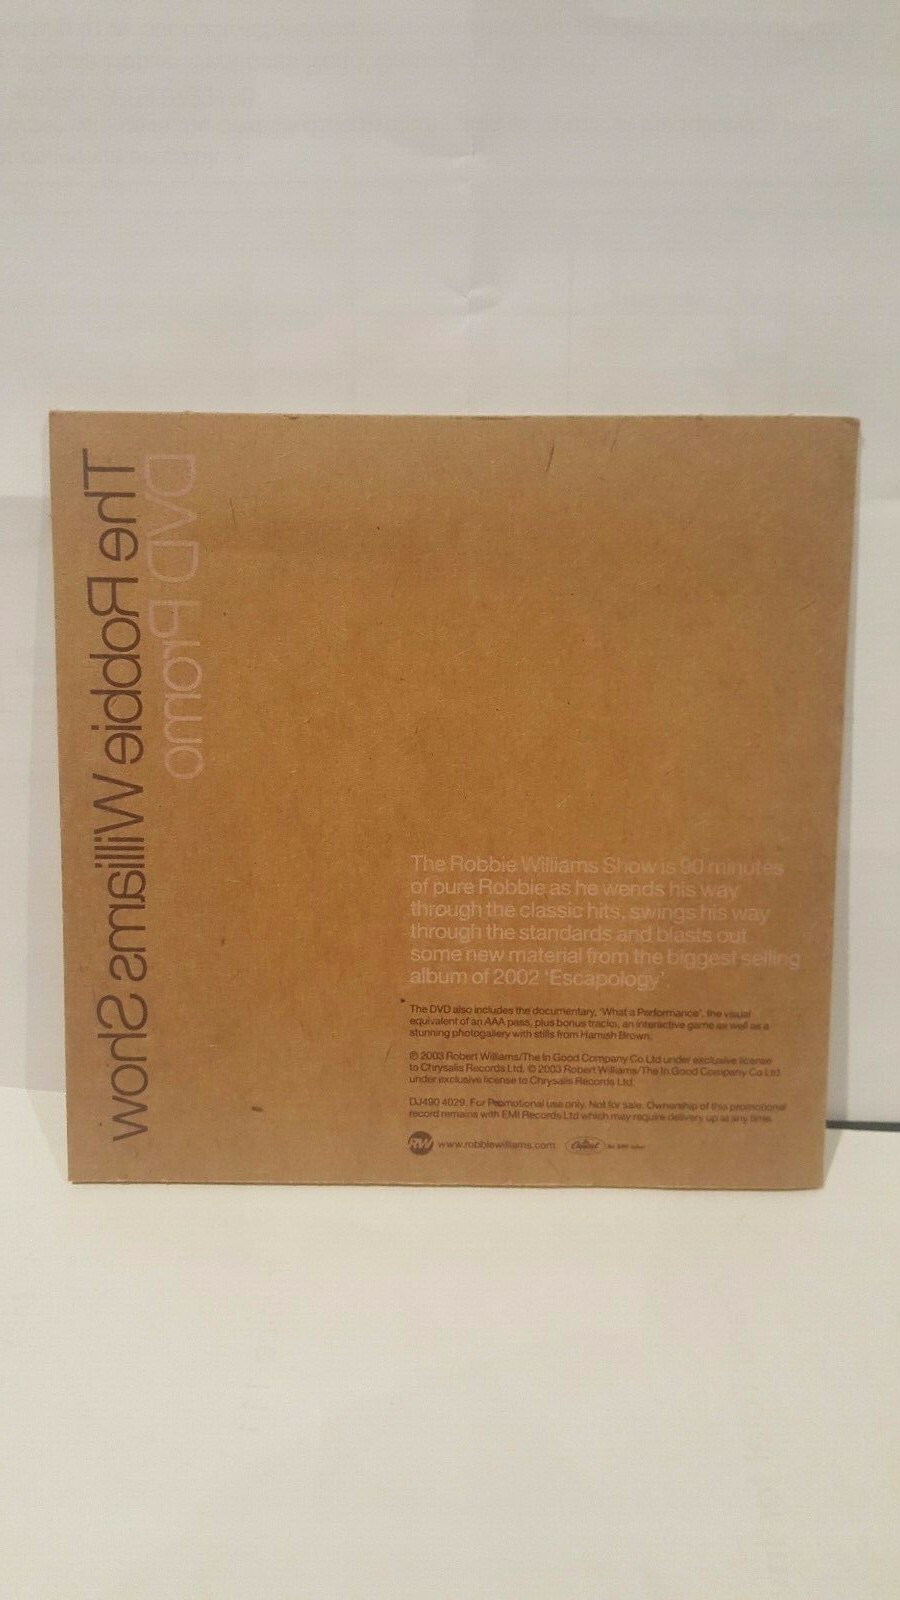 The Robbie Williams Show
DVD Promo
The Robbie Williams Show is 90 minutes
of pure Robbie as he wends his way
through the classic hits, swings his way
through the standards and blasts out
some new material from the biggest selling
album of 2002 'Escapology'.
The DVD also includes the documentary, 'What a Performance', the visual
equivalent of an AAA pass, plus bonus tracks, an interactive game as well as a
stunning photogallery with stills from Hamish Brown.
℗ 2003 Robert Williams/The In Good Company Co Ltd under exclusive license
to Chrysalis Records Ltd. © 2003 Robert Williams/The In Good Company Co Ltd
under exclusive license to Chrysalis Records Ltd.
DJ490 4029. For Promotional use only. Not for sale. Ownership of this promotional
record remains with EMI Records Ltd which may require delivery up at any time.
RW www.robbiewilliams.com Capitol